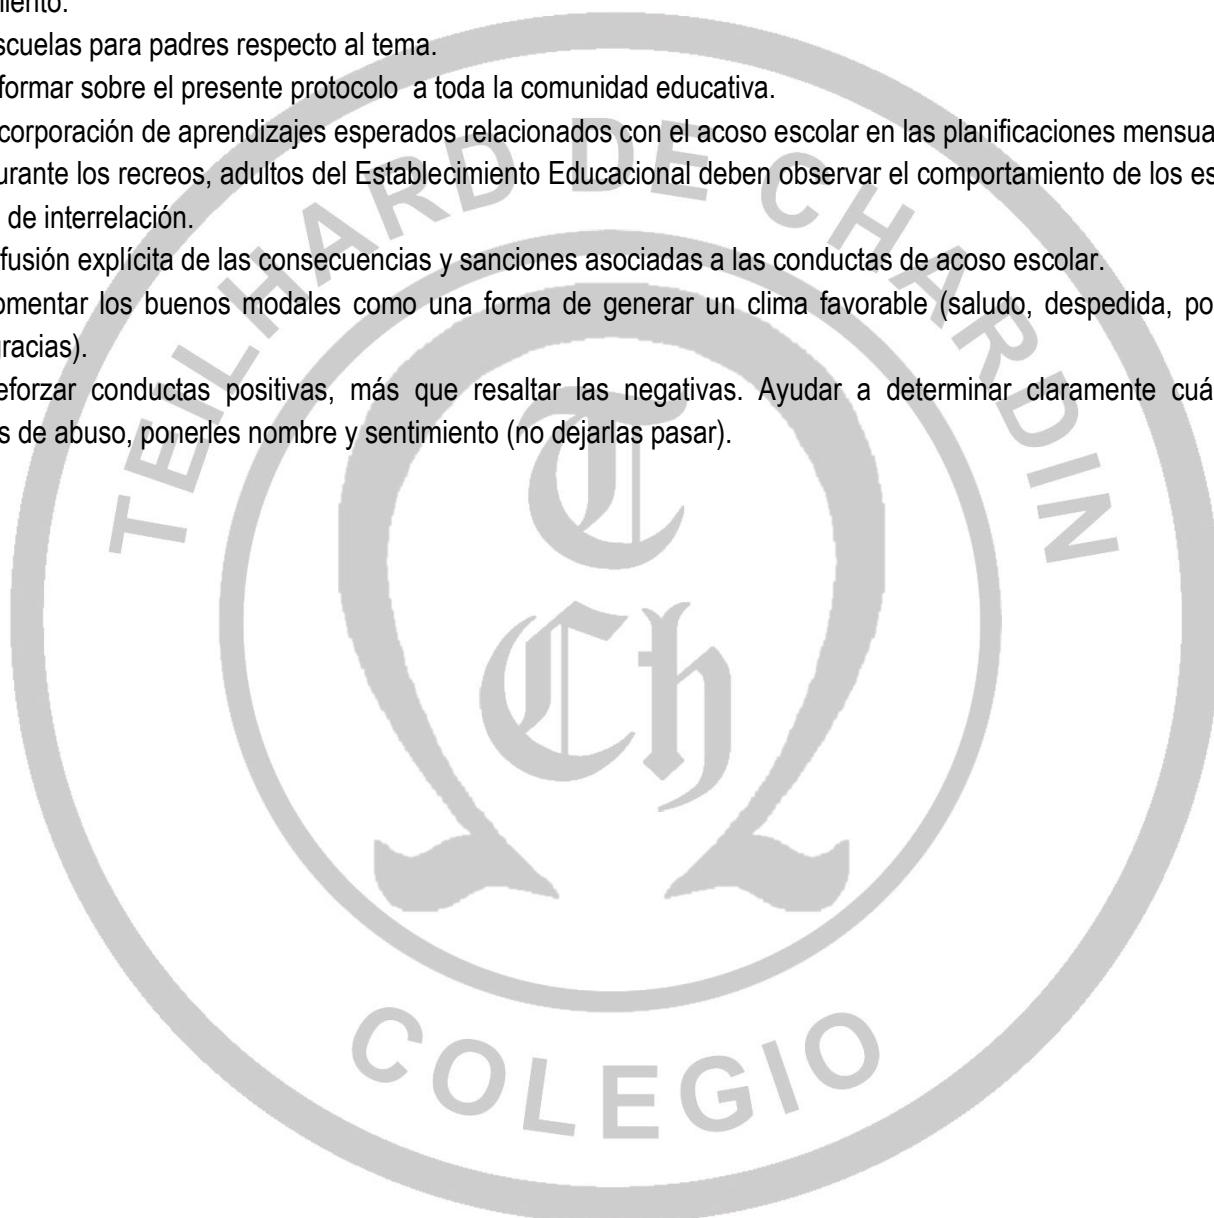 iento.
scuelas para padres respecto al tema.
formar sobre el presente protocolo a toda la comunidad educativa.
corporación de aprendizajes esperados relacionados con el acoso escolar en las planificaciones mensua
urante los recreos, adultos del Establecimiento Educacional deben observar el comportamiento de los es
de interrelación.
fusión explícita de las consecuencias y sanciones asociadas a las conductas de acoso escolar.
omentar los buenos modales como una forma de generar un clima favorable (saludo, despedida, po
gracias).
eforzar conductas positivas, más que resaltar las negativas. Ayudar a determinar claramente cuá
s de abuso, ponerles nombre y sentimiento (no dejarlas pasar).
TEILHARD DE CHARDIN
T
Ch
COLEGIO